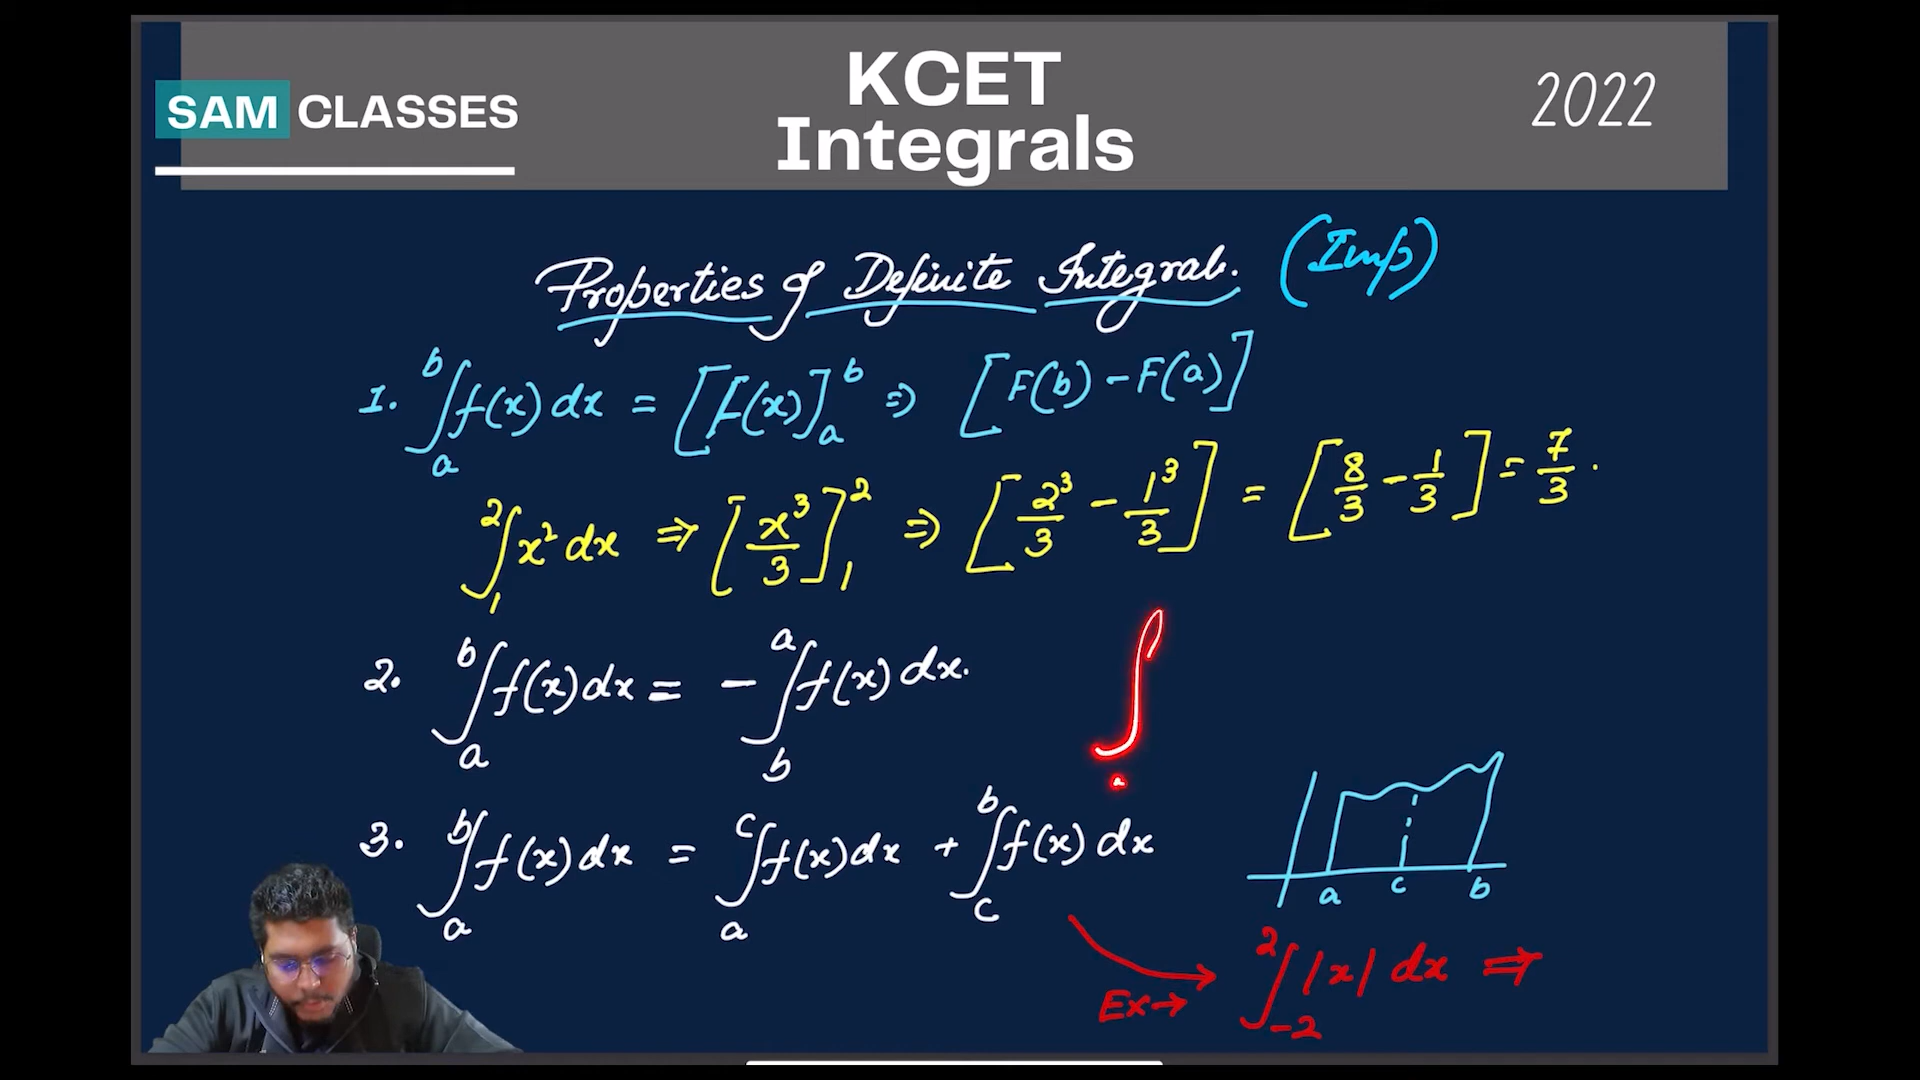 SAM CLASSES
KCET
Integrals
2022
Properties of Definite Integral. (Imp)
1. ∫_a^b f(x) dx = [F(x)]_a^b ⇒ [F(b) - F(a)]
∫_1^2 x² dx ⇒ [x³/3]_1^2 ⇒ [2³/3 - 1³/3] = [8/3 - 1/3] = 7/3.
2. ∫_a^b f(x) dx = - ∫_b^a f(x) dx.
∫
3. ∫_a^b f(x) dx = ∫_a^c f(x) dx + ∫_c^b f(x) dx
a c b
Ex→ ∫_-2^2 |x| dx ⇒